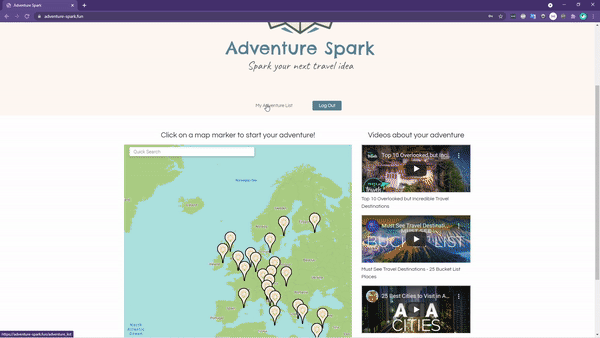 Adventure Spark
adventure-spark.fun
Adventure Spark
Spark your next travel idea
My Adventure List
Log Out
Click on a map marker to start your adventure!
Videos about your adventure
Quick Search
Norwegian Sea
North
Atlantic
Ocean
Top 10 Overlooked but Incr
Top 10 Overlooked but Incredible Travel
Destinations
Must See Travel Destinati...
BUCKET LIST
Must See Travel Destinations - 25 Bucket List
Places
25 Best Cities to Visit in A...
CITIES
https://adventure-spark.fun/adventure_list